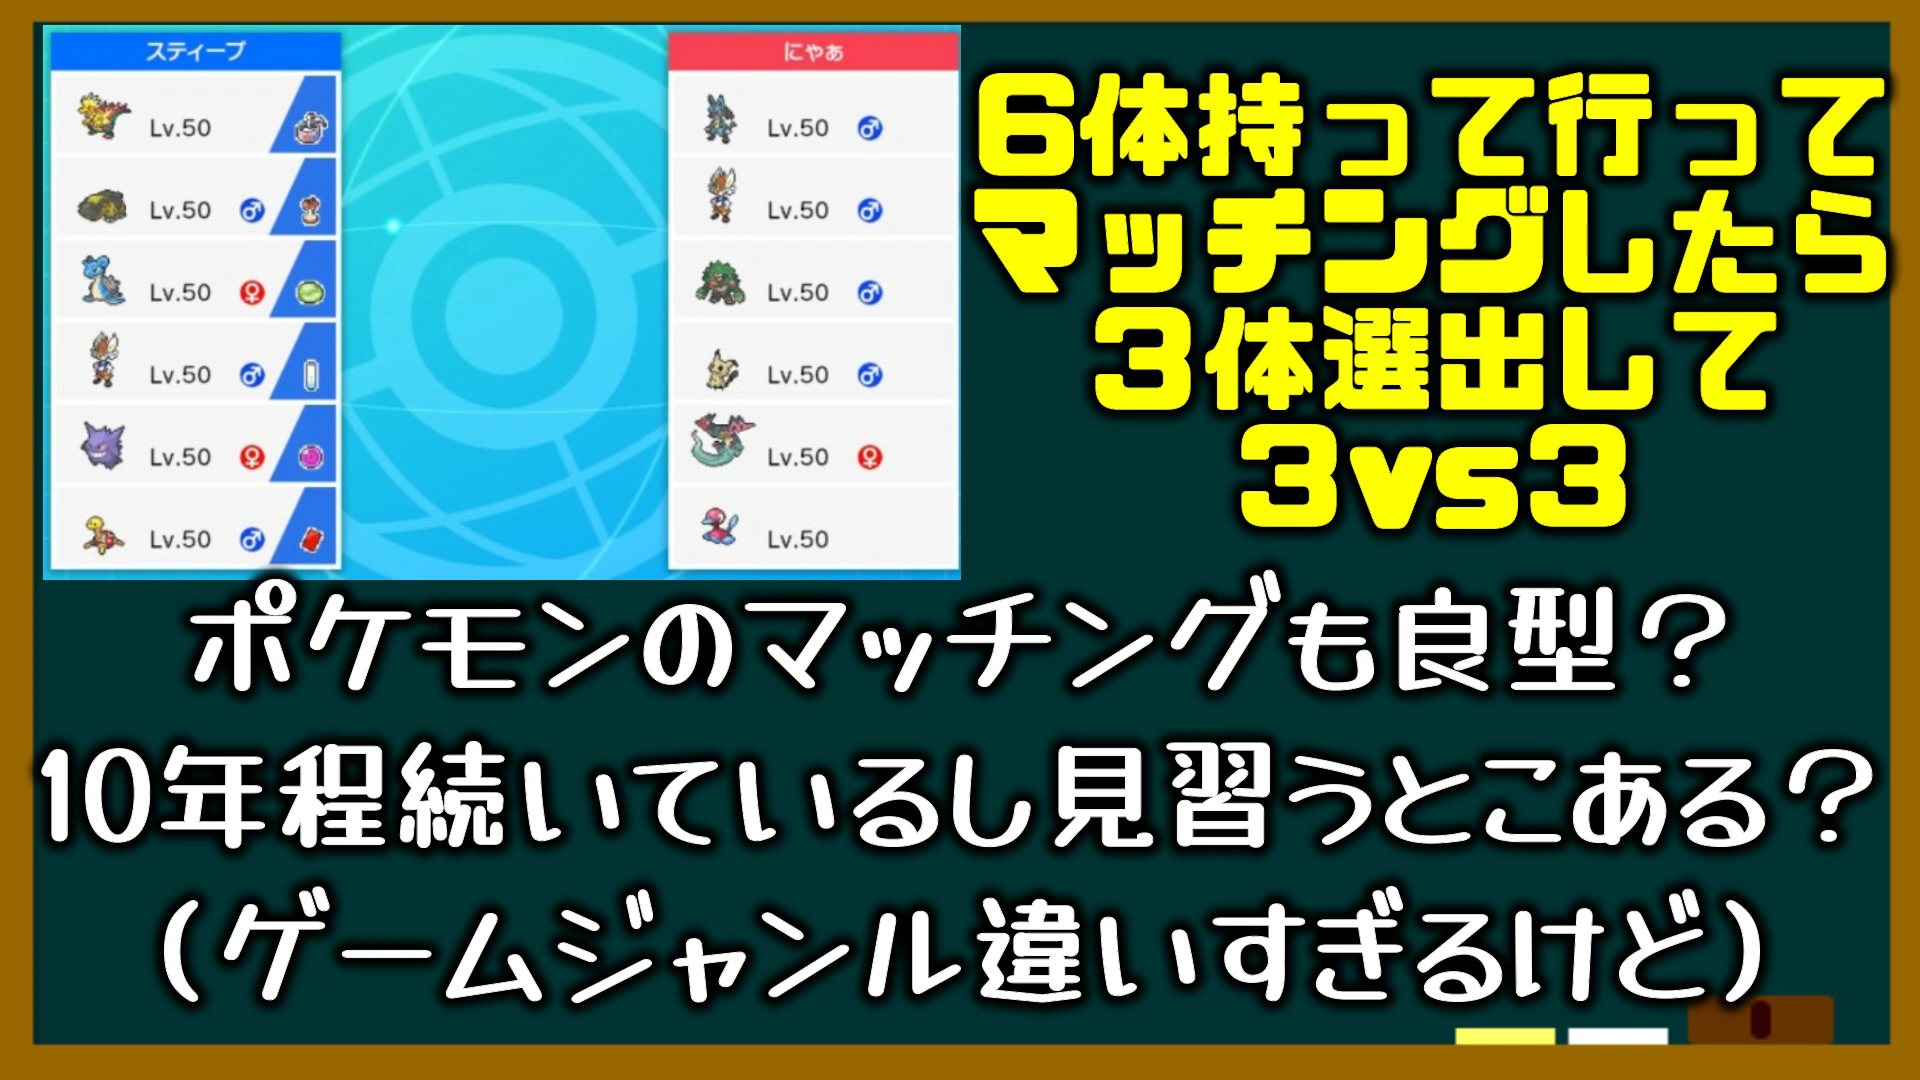 スティーブ
にゃあ
Lv.50
Lv.50
Lv.50
Lv.50
Lv.50
Lv.50
Lv.50
Lv.50
Lv.50
Lv.50
Lv.50
Lv.50
6体持って行って
マッチングしたら
3体選出して
3vs3
ポケモンのマッチングも良型？
10年程続いているし見習うとこある？
（ゲームジャンル違いすぎるけど）